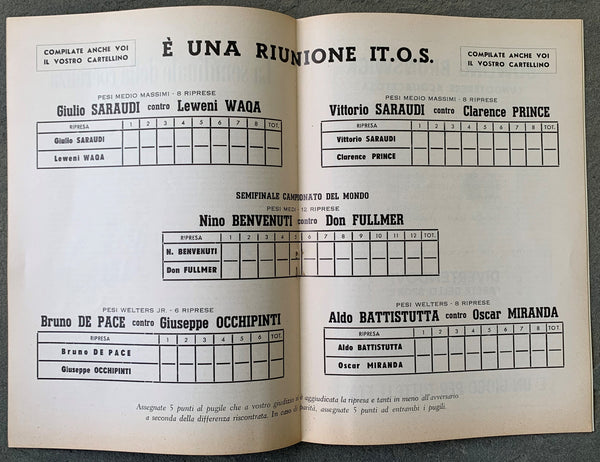 COMPILATE ANCHE VOI
IL VOSTRO CARTELLINO
È UNA RIUNIONE IT.O.S.
COMPILATE ANCHE VOI
IL VOSTRO CARTELLINO
PESI MEDIO MASSIMI - 8 RIPRESE
Giulio SARAUDI contro Leweni WAQA
RIPRESA 1 2 3 4 5 6 7 8 TOT.
Giulio SARAUDI
Leweni WAQA
PESI MEDIO MASSIMI - 8 RIPRESE
Vittorio SARAUDI contro Clarence PRINCE
RIPRESA 1 2 3 4 5 6 7 8 TOT.
Vittorio SARAUDI
Clarence PRINCE
SEMIFINALE CAMPIONATO DEL MONDO
PESI MEDI - 12 RIPRESE
Nino BENVENUTI contro Don FULLMER
RIPRESA 1 2 3 4 5 6 7 8 9 10 11 12 TOT.
N. BENVENUTI
Don FULLMER
PESI WELTERS JR. - 6 RIPRESE
Bruno DE PACE contro Giuseppe OCCHIPINTI
RIPRESA 1 2 3 4 5 6 TOT.
Bruno DE PACE
Giuseppe OCCHIPINTI
PESI WELTERS - 8 RIPRESE
Aldo BATTISTUTTA contro Oscar MIRANDA
RIPRESA 1 2 3 4 5 6 7 8 TOT.
Aldo BATTISTUTTA
Oscar MIRANDA
Assegnate 5 punti al pugile che a vostro giudizio si è aggiudicata la ripresa e tanti in meno all'avversario
a seconda della differenza riscontrata. In caso di parità, assegnate 5 punti ad entrambi i pugili.